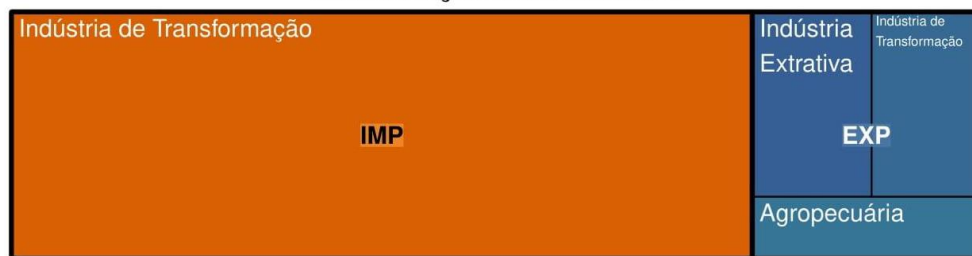 Indústria de Transformação
IMP
Indústria
Extrativa
Indústria de
Transformação
EXP
Agropecuária